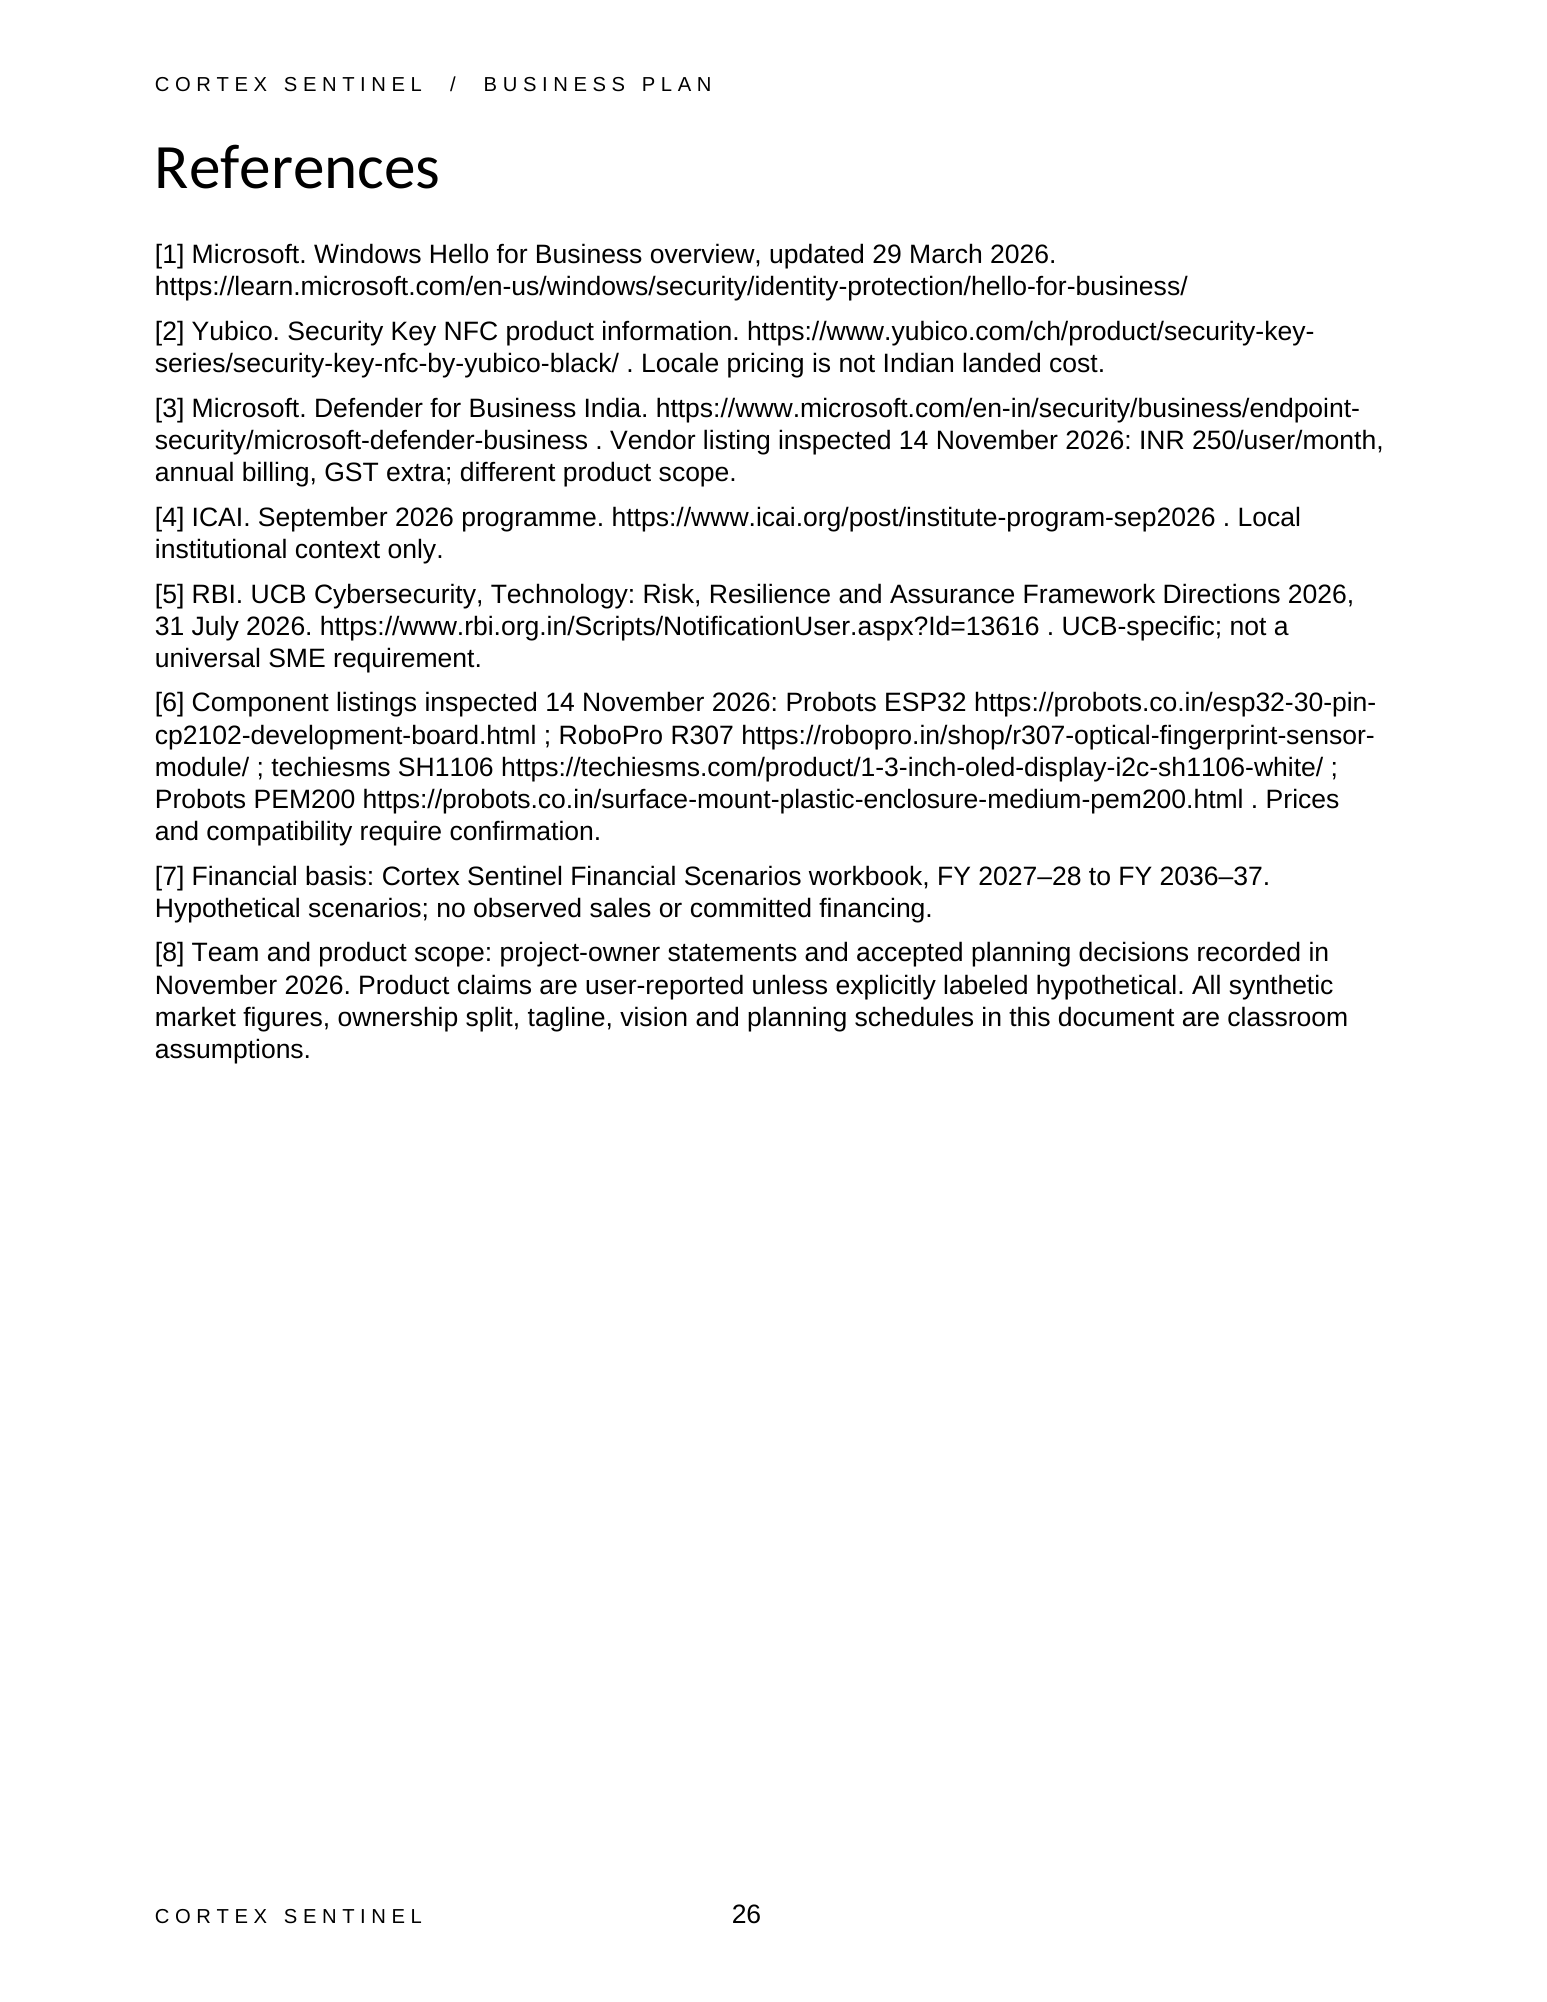 CORTEX SENTINEL / BUSINESS PLAN
References
[1] Microsoft. Windows Hello for Business overview, updated 29 March 2026.
https://learn.microsoft.com/en-us/windows/security/identity-protection/hello-for-business/
[2] Yubico. Security Key NFC product information. https://www.yubico.com/ch/product/security-key-
series/security-key-nfc-by-yubico-black/ . Locale pricing is not Indian landed cost.
[3] Microsoft. Defender for Business India. https://www.microsoft.com/en-in/security/business/endpoint-
security/microsoft-defender-business . Vendor listing inspected 14 November 2026: INR 250/user/month,
annual billing, GST extra; different product scope.
[4] ICAI. September 2026 programme. https://www.icai.org/post/institute-program-sep2026 . Local
institutional context only.
[5] RBI. UCB Cybersecurity, Technology: Risk, Resilience and Assurance Framework Directions 2026,
31 July 2026. https://www.rbi.org.in/Scripts/NotificationUser.aspx?Id=13616 . UCB-specific; not a
universal SME requirement.
[6] Component listings inspected 14 November 2026: Probots ESP32 https://probots.co.in/esp32-30-pin-
cp2102-development-board.html ; RoboPro R307 https://robopro.in/shop/r307-optical-fingerprint-sensor-
module/ ; techiesms SH1106 https://techiesms.com/product/1-3-inch-oled-display-i2c-sh1106-white/ ;
Probots PEM200 https://probots.co.in/surface-mount-plastic-enclosure-medium-pem200.html . Prices
and compatibility require confirmation.
[7] Financial basis: Cortex Sentinel Financial Scenarios workbook, FY 2027–28 to FY 2036–37.
Hypothetical scenarios; no observed sales or committed financing.
[8] Team and product scope: project-owner statements and accepted planning decisions recorded in
November 2026. Product claims are user-reported unless explicitly labeled hypothetical. All synthetic
market figures, ownership split, tagline, vision and planning schedules in this document are classroom
assumptions.
CORTEX SENTINEL 26